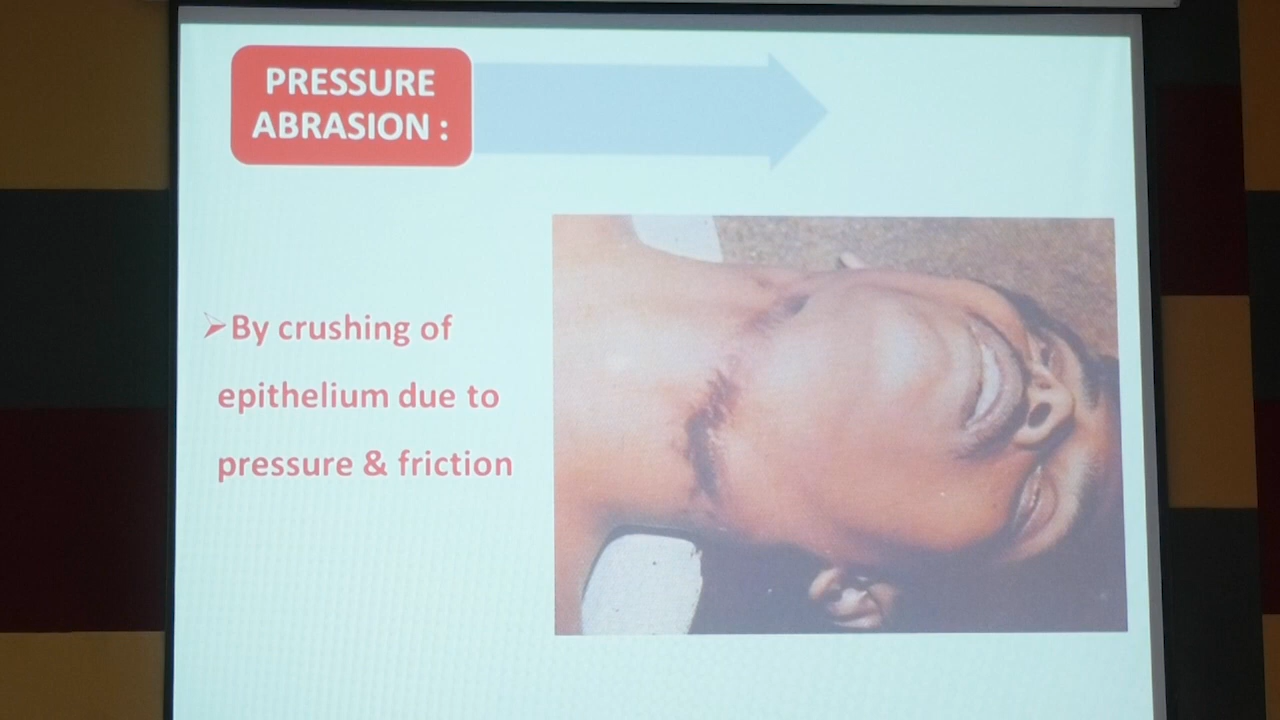 PRESSURE
ABRASION :
➢By crushing of
epithelium due to
pressure & friction